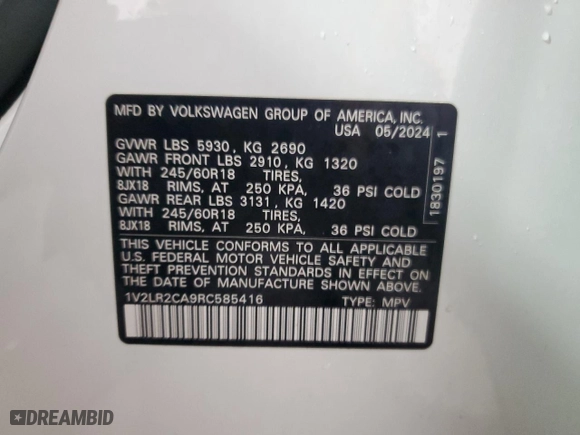 MFD BY VOLKSWAGEN GROUP OF AMERICA, INC.
USA 05/2024
GVWR LBS 5930, KG 2690
GAWR FRONT LBS 2910, KG 1320
WITH 245/60R18 TIRES,
8JX18 RIMS, AT 250 KPA, 36 PSI COLD
GAWR REAR LBS 3131, KG 1420
WITH 245/60R18 TIRES,
8JX18 RIMS, AT 250 KPA, 36 PSI COLD
THIS VEHICLE CONFORMS TO ALL APPLICABLE
U.S. FEDERAL MOTOR VEHICLE SAFETY AND
THEFT PREVENTION STANDARDS IN EFFECT ON
THE DATE OF MANUFACTURE SHOWN ABOVE.
1V2LR2CA9RC585416 TYPE: MPV
1830197 1
DREAMBID